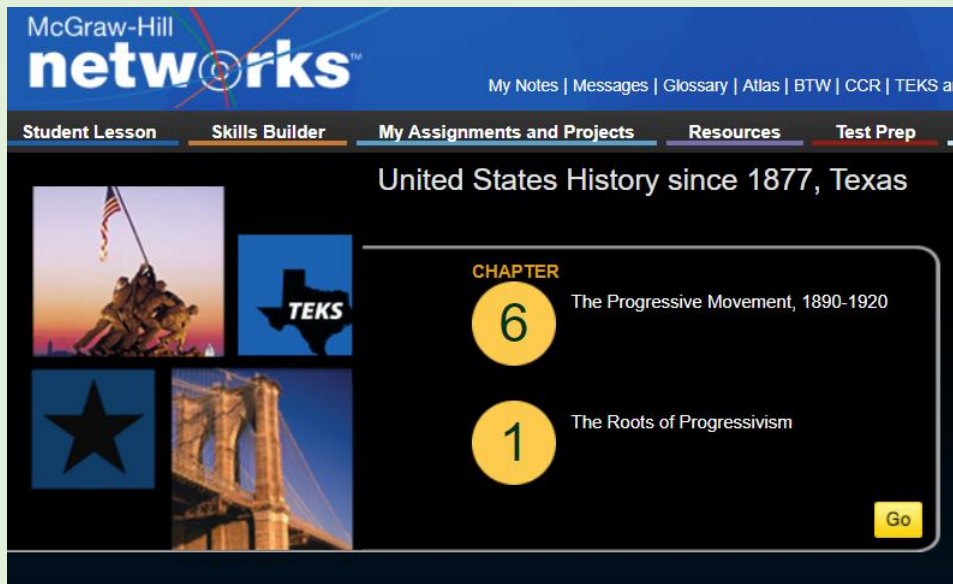 McGraw-Hill
networks™
My Notes | Messages | Glossary | Atlas | BTW | CCR | TEKS a
Student Lesson Skills Builder My Assignments and Projects Resources Test Prep
United States History since 1877, Texas
TEKS
CHAPTER
6 The Progressive Movement, 1890-1920
1 The Roots of Progressivism
Go